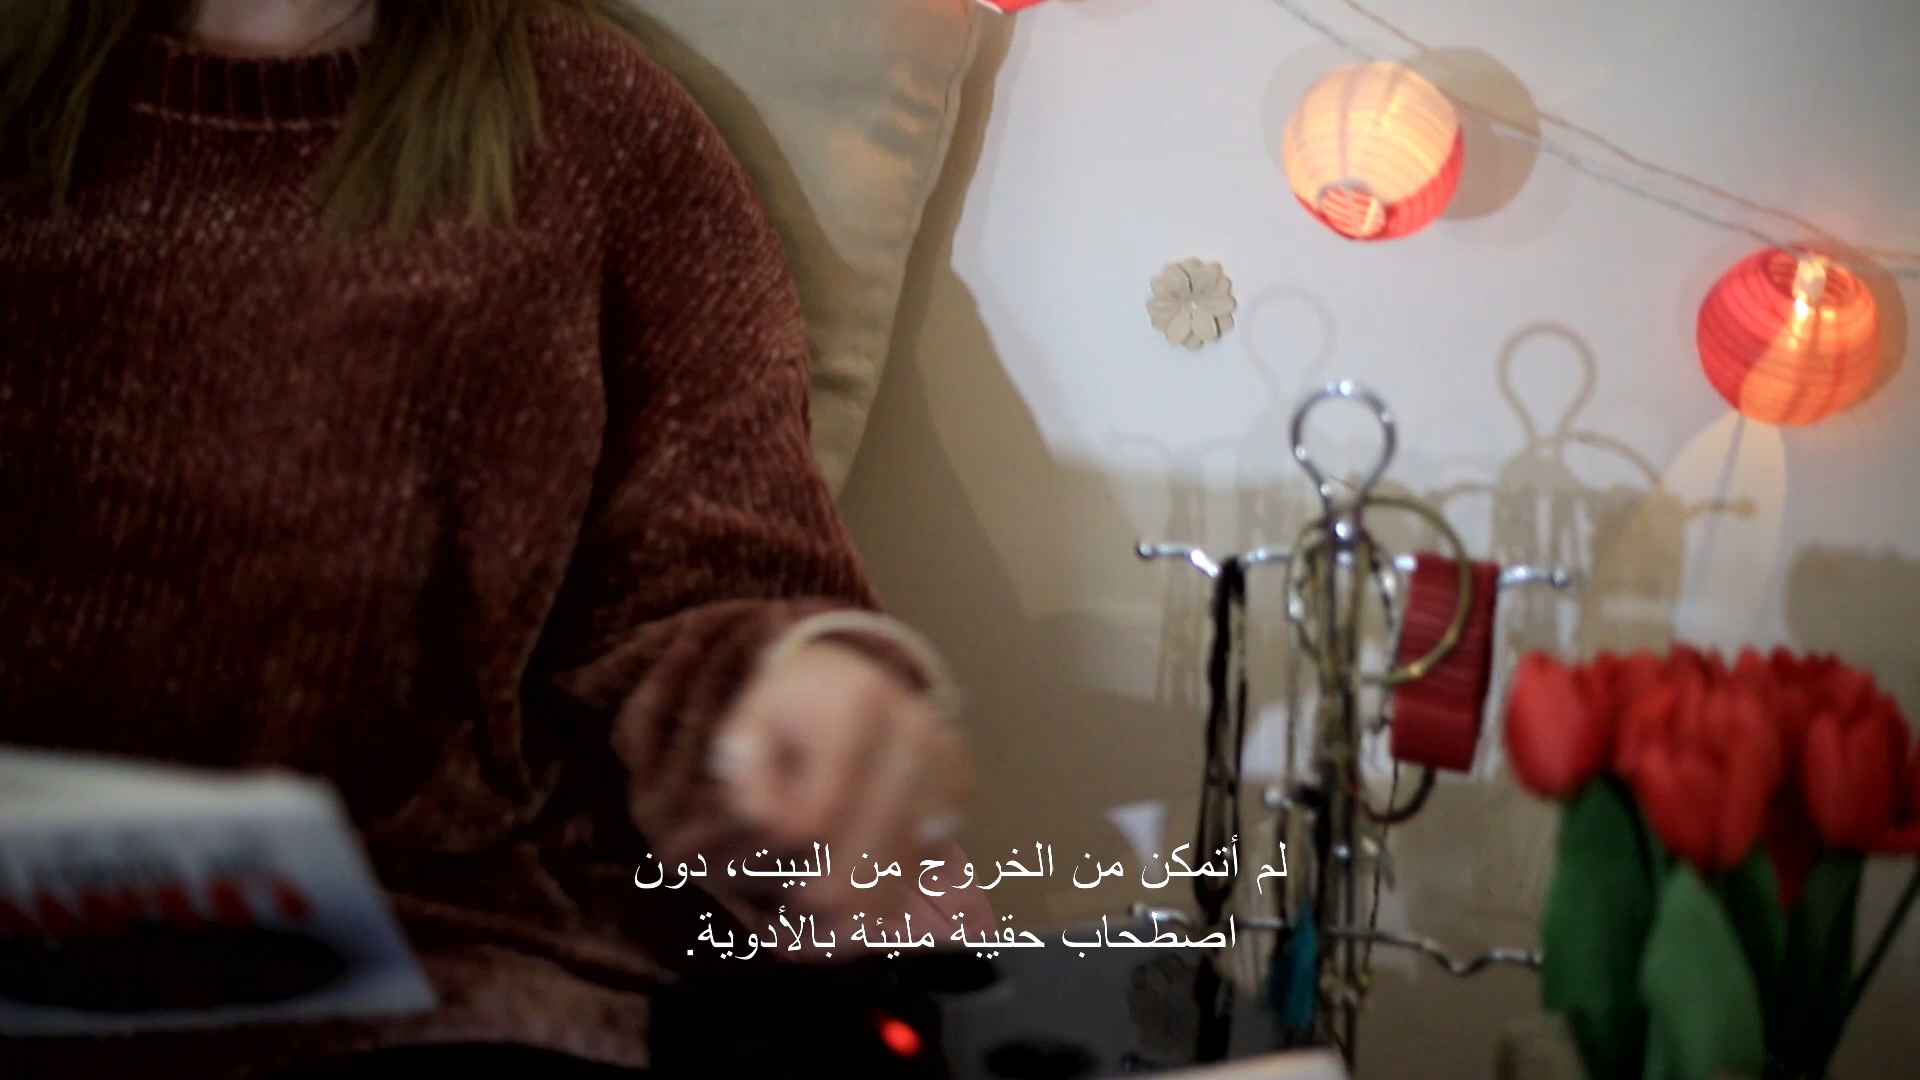 لم أتمكن من الخروج من البيت، دون
اصطحاب حقيبة مليئة بالأدوية.